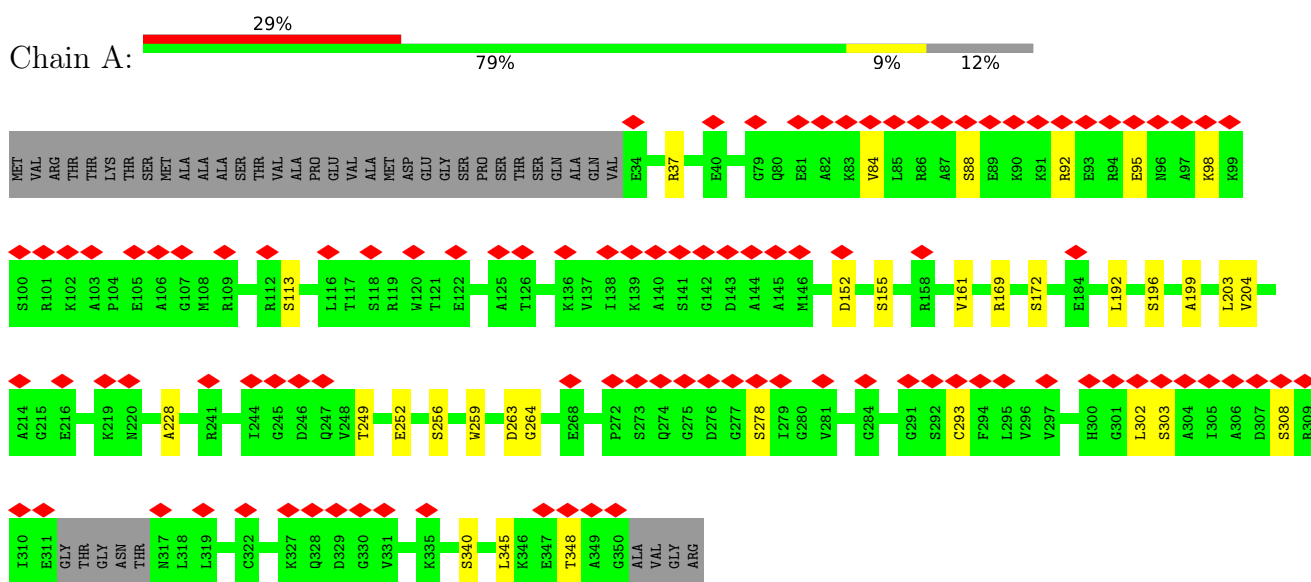 29%
Chain A:
79% 9% 12%
MET VAL ARG THR THR LYS THR SER MET ALA ALA ALA SER THR VAL ALA PRO GLU VAL ALA MET ASP GLU GLY SER PRO SER THR SER GLN ALA GLN VAL E34 R37 E40 G79 Q80 E81 A82 K83 V84 L85 R86 A87 S88 E89 K90 K91 R92 E93 R94 E95 N96 A97 K98 K99
S100 R101 K102 A103 P104 E105 A106 G107 M108 R109 R112 S113 L116 T117 S118 R119 W120 T121 E122 A125 T126 K136 V137 I138 K139 A140 S141 G142 D143 A144 A145 M146 D152 S155 R158 V161 R169 S172 E184 L192 S196 A199 L203 V204
A214 G215 E216 K219 N220 A228 R241 I244 G245 D246 Q247 V248 T249 E252 S256 W259 D263 G264 E268 P272 S273 Q274 G275 D276 G277 S278 I279 G280 V281 G284 G291 S292 C293 F294 L295 V296 V297 H300 G301 L302 S303 A304 I305 A306 D307 S308 R309
I310 E311 GLY THR GLY ASN THR N317 L318 L319 C322 K327 Q328 D329 G330 V331 K335 S340 L345 K346 E347 T348 A349 G350 ALA VAL GLY ARG